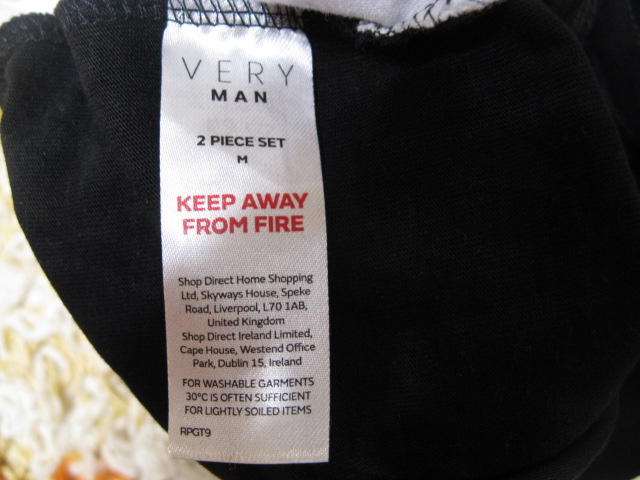 VERY
MAN
2 PIECE SET
M
KEEP AWAY
FROM FIRE
Shop Direct Home Shopping
Ltd, Skyways House, Speke
Road, Liverpool, L70 1AB,
United Kingdom
Shop Direct Ireland Limited,
Cape House, Westend Office
Park, Dublin 15, Ireland
FOR WASHABLE GARMENTS
30°C IS OFTEN SUFFICIENT
FOR LIGHTLY SOILED ITEMS
RPGT9